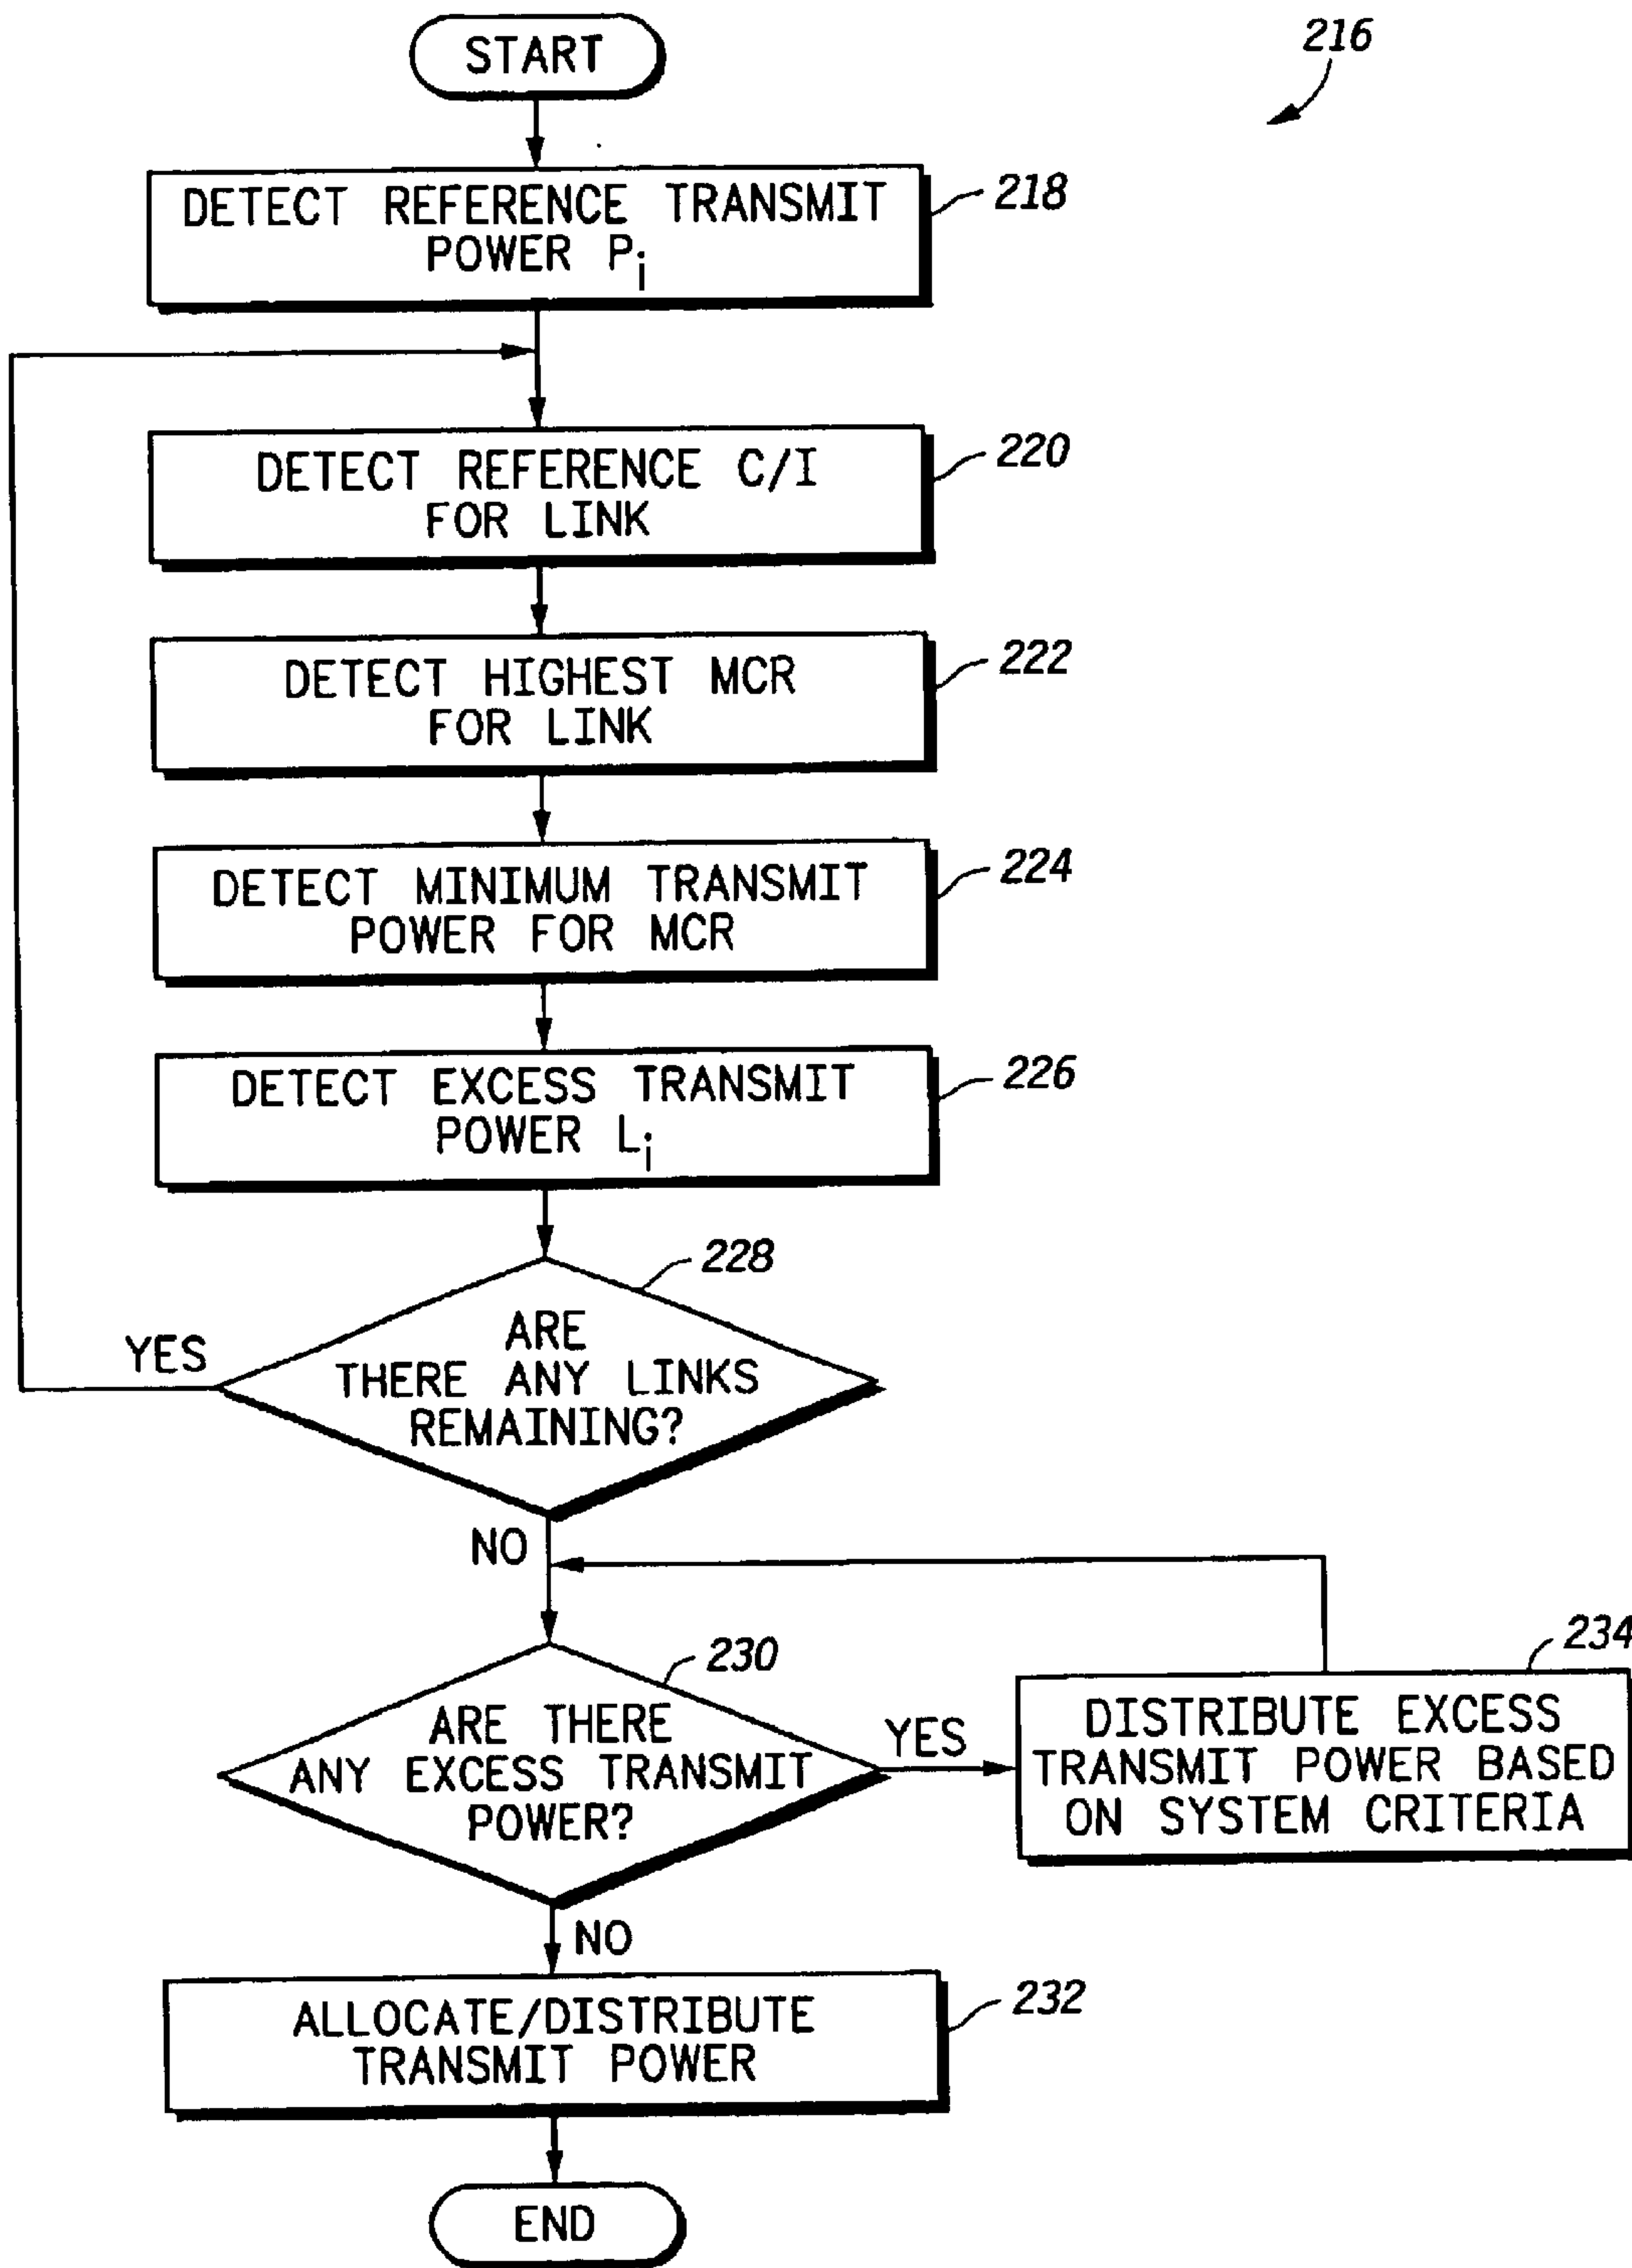 START
216
DETECT REFERENCE TRANSMIT
POWER Pi
218
DETECT REFERENCE C/I
FOR LINK
220
DETECT HIGHEST MCR
FOR LINK
222
DETECT MINIMUM TRANSMIT
POWER FOR MCR
224
DETECT EXCESS TRANSMIT
POWER Li
226
228
ARE
THERE ANY LINKS
REMAINING?
YES
NO
230
ARE THERE
ANY EXCESS TRANSMIT
POWER?
YES
234
DISTRIBUTE EXCESS
TRANSMIT POWER BASED
ON SYSTEM CRITERIA
NO
ALLOCATE/DISTRIBUTE
TRANSMIT POWER
232
END